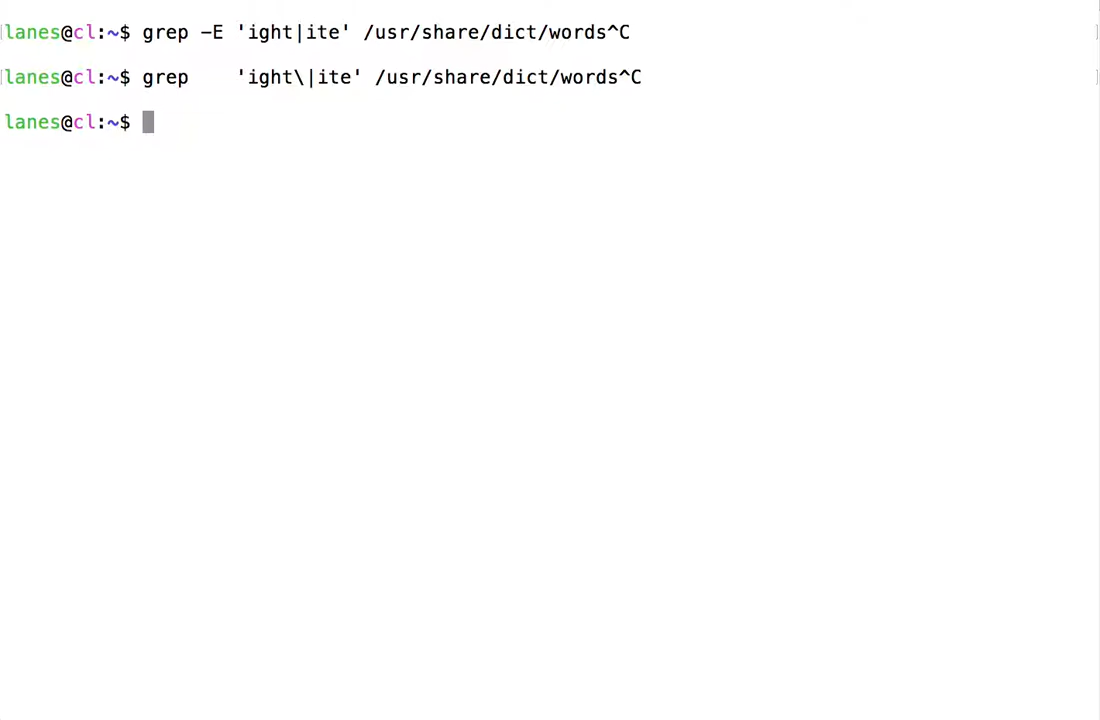 lanes@cl:~$ grep -E 'ight|ite' /usr/share/dict/words^C
lanes@cl:~$ grep    'ight\|ite' /usr/share/dict/words^C
lanes@cl:~$